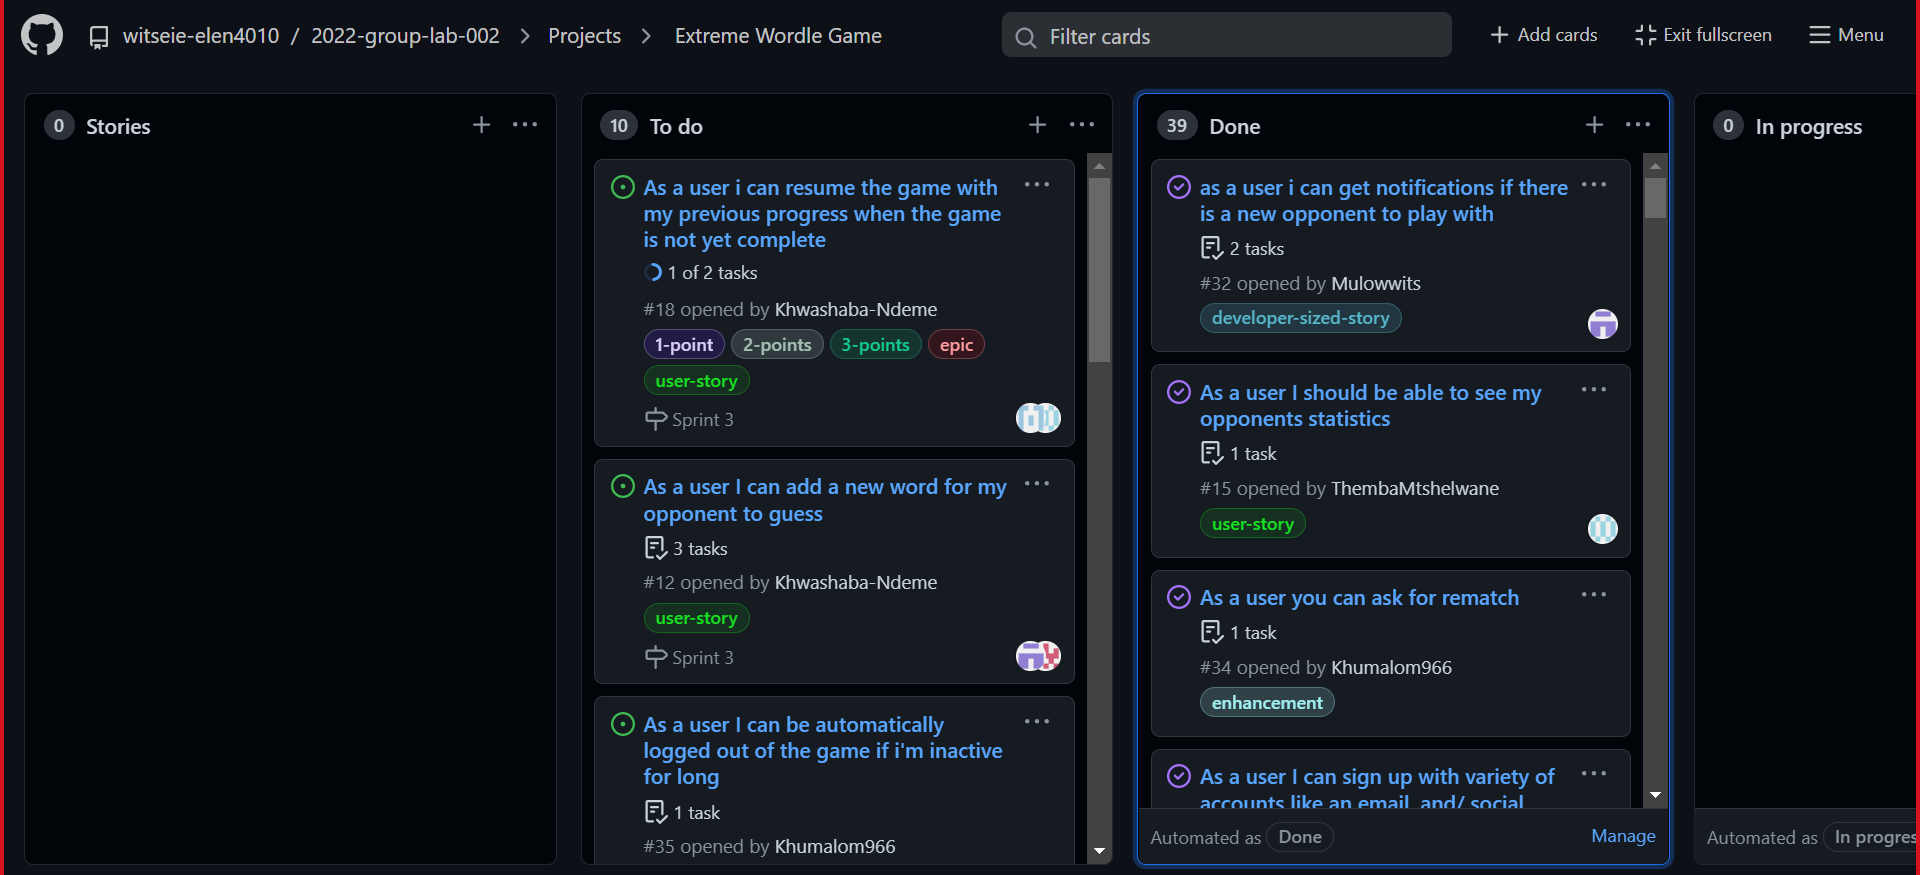 witseie-elen4010 / 2022-group-lab-002 > Projects > Extreme Wordle Game
Filter cards
Add cards
Exit fullscreen
Menu
0 Stories
10 To do
As a user i can resume the game with
my previous progress when the game
is not yet complete
1 of 2 tasks
#18 opened by Khwashaba-Ndeme
1-point 2-points 3-points epic
user-story
Sprint 3
As a user I can add a new word for my
opponent to guess
3 tasks
#12 opened by Khwashaba-Ndeme
user-story
Sprint 3
As a user I can be automatically
logged out of the game if i'm inactive
for long
1 task
#35 opened by Khumalom966
39 Done
as a user i can get notifications if there
is a new opponent to play with
2 tasks
#32 opened by Mulowwits
developer-sized-story
As a user I should be able to see my
opponents statistics
1 task
#15 opened by ThembaMtshelwane
user-story
As a user you can ask for rematch
1 task
#34 opened by Khumalom966
enhancement
As a user I can sign up with variety of
accounts like an email, and/ social
Automated as Done
Manage
0 In progress
Automated as In progres